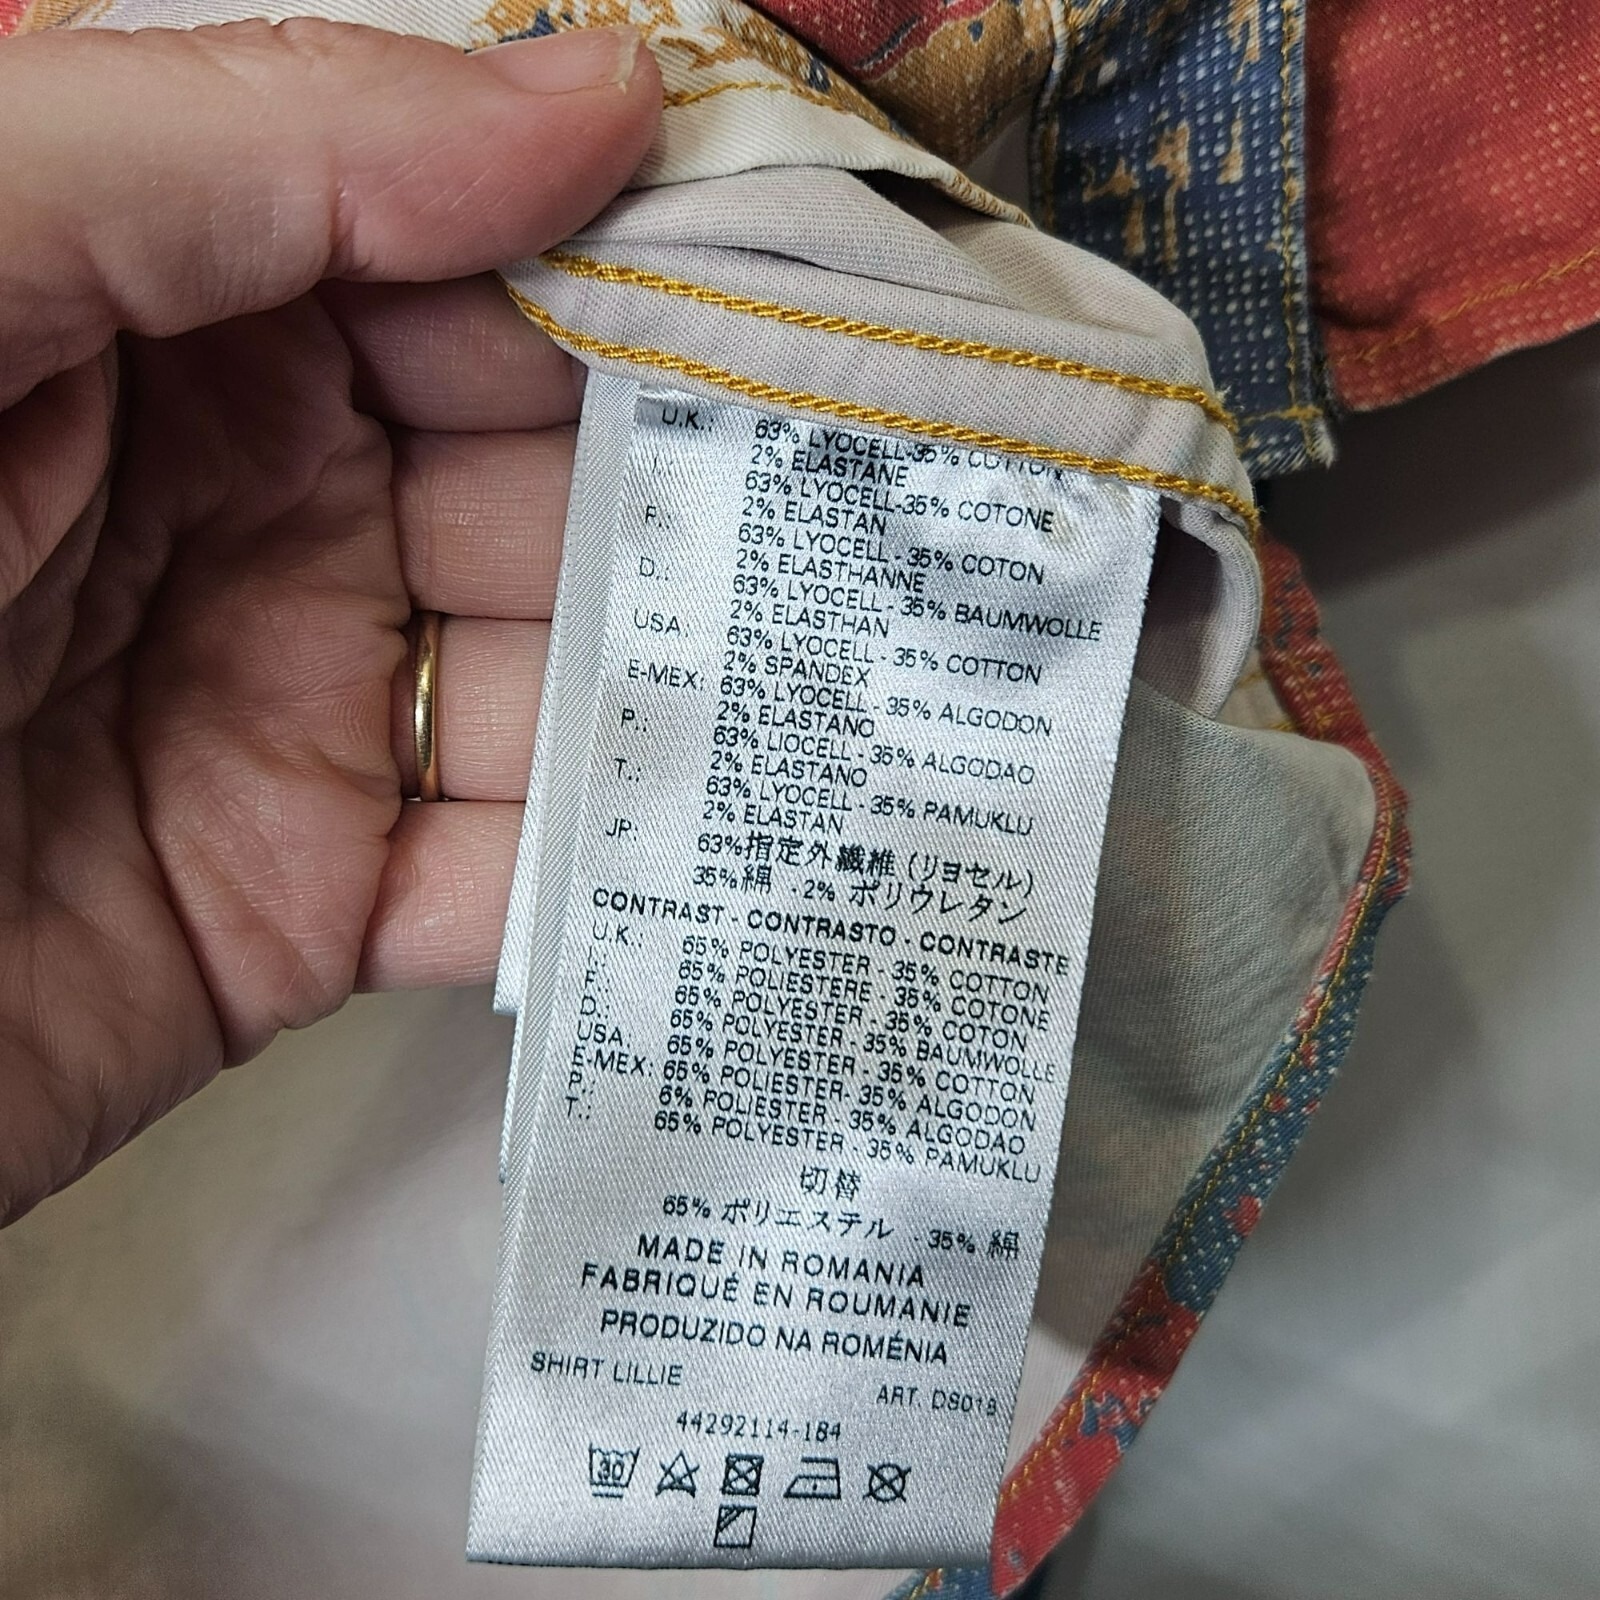 U.K.: 63% LYOCELL-35% COTTON
2% ELASTANE
I.: 63% LYOCELL-35% COTONE
2% ELASTAN
F.: 63% LYOCELL - 35% COTON
2% ELASTHANNE
D.: 63% LYOCELL - 35% BAUMWOLLE
2% ELASTHAN
USA: 63% LYOCELL - 35% COTTON
2% SPANDEX
E-MEX: 63% LYOCELL - 35% ALGODON
2% ELASTANO
P.: 63% LIOCELL - 35% ALGODAO
2% ELASTANO
T.: 63% LYOCELL - 35% PAMUKLU
2% ELASTAN
JP: 63%指定外繊維 (リヨセル)
35%綿 - 2% ポリウレタン
CONTRAST - CONTRASTO - CONTRASTE
U.K.: 65% POLYESTER - 35% COTTON
I.: 65% POLIESTERE - 35% COTONE
F.: 65% POLYESTER - 35% COTON
D.: 65% POLYESTER - 35% BAUMWOLLE
USA: 65% POLYESTER - 35% COTTON
E-MEX: 65% POLIESTER- 35% ALGODON
P.: 6% POLIESTER - 35% ALGODAO
T.: 65% POLYESTER - 35% PAMUKLU
切替
65% ポリエステル - 35% 綿
MADE IN ROMANIA
FABRIQUÉ EN ROUMANIE
PRODUZIDO NA ROMÉNIA
SHIRT LILLIE ART. DS018
44292114-184
30